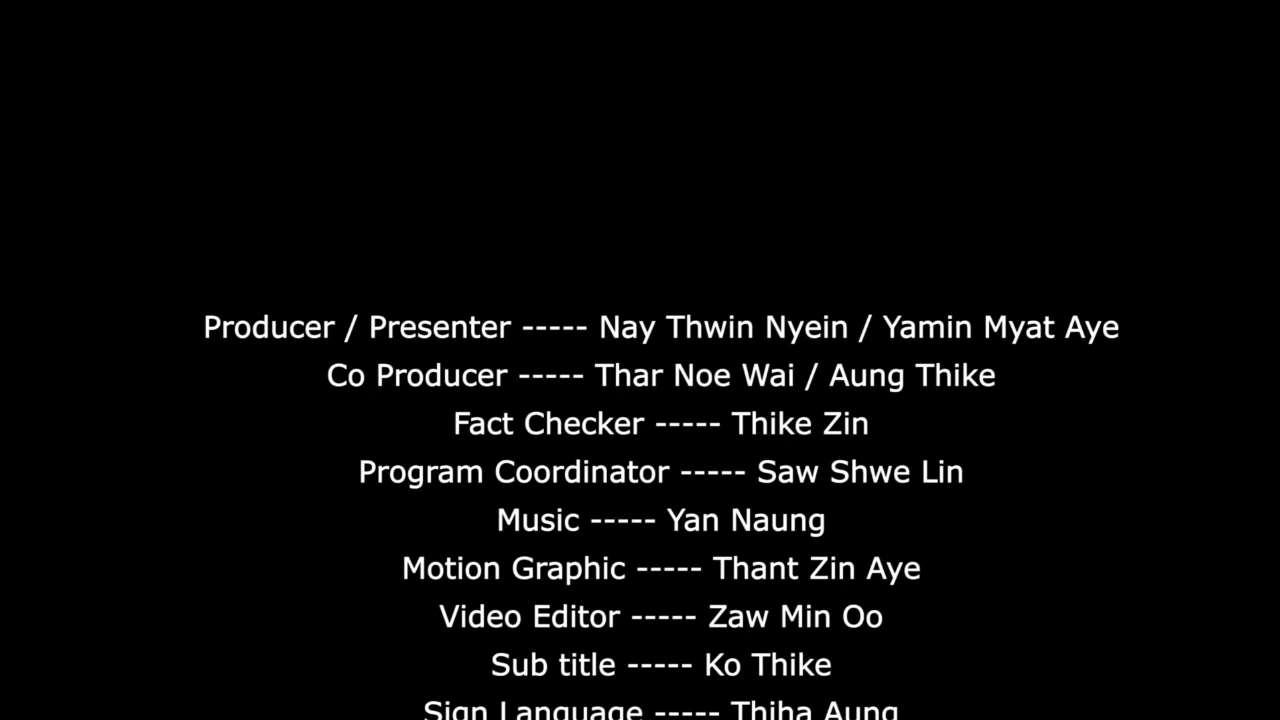 Producer / Presenter ----- Nay Thwin Nyein / Yamin Myat Aye
Co Producer ----- Thar Noe Wai / Aung Thike
Fact Checker ----- Thike Zin
Program Coordinator ----- Saw Shwe Lin
Music ----- Yan Naung
Motion Graphic ----- Thant Zin Aye
Video Editor ----- Zaw Min Oo
Sub title ----- Ko Thike
Sign Language ----- Thiha Aung